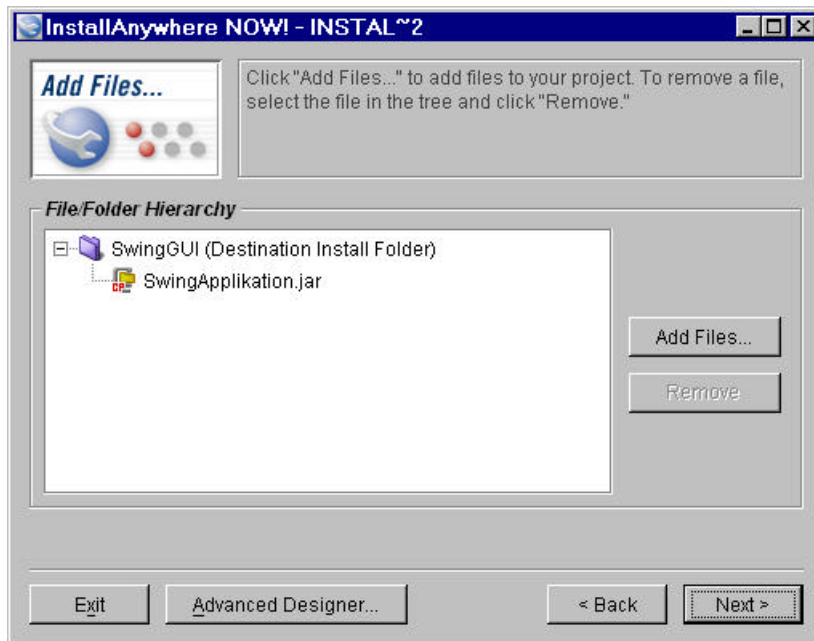 InstallAnywhere NOW! - INSTAL~2
Add Files...
Click "Add Files..." to add files to your project. To remove a file,
select the file in the tree and click "Remove."
File/Folder Hierarchy
SwingGUI (Destination Install Folder)
CP
SwingApplikation.jar
Add Files...
Remove
Exit
Advanced Designer...
< Back
Next >